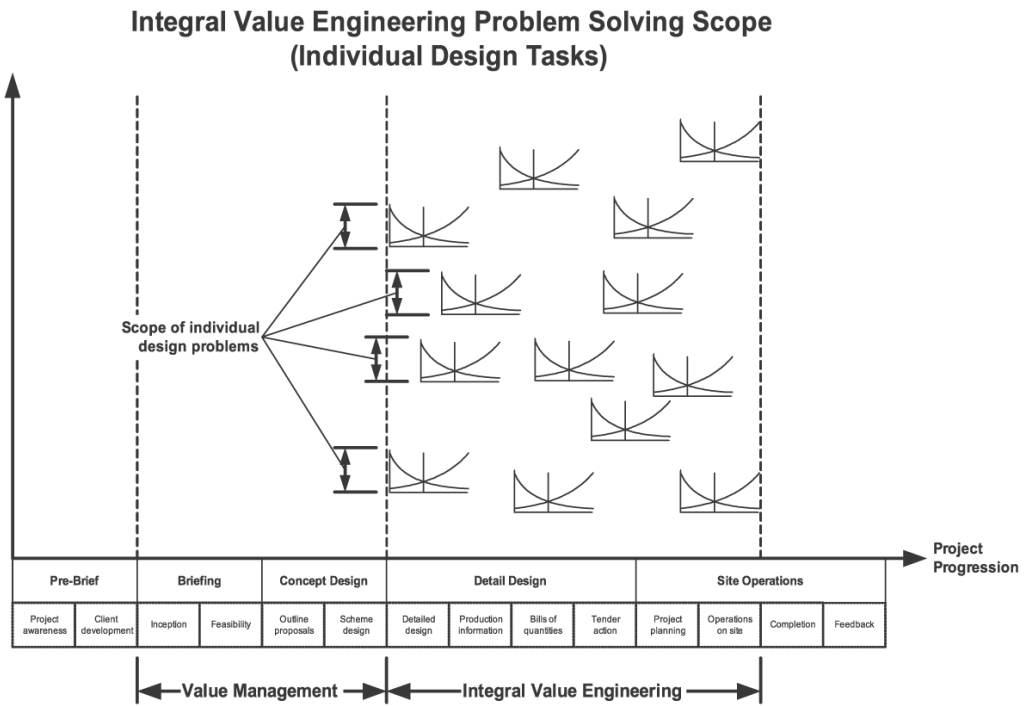 Integral Value Engineering Problem Solving Scope
(Individual Design Tasks)
Scope of individual
design problems
Project
Progression
Pre-Brief
Briefing
Concept Design
Detail Design
Site Operations
Project
awareness
Client
development
Inception
Feasibility
Outline
proposals
Scheme
design
Detailed
design
Production
information
Bills of
quantities
Tender
action
Project
planning
Operations
on site
Completion
Feedback
Value Management
Integral Value Engineering